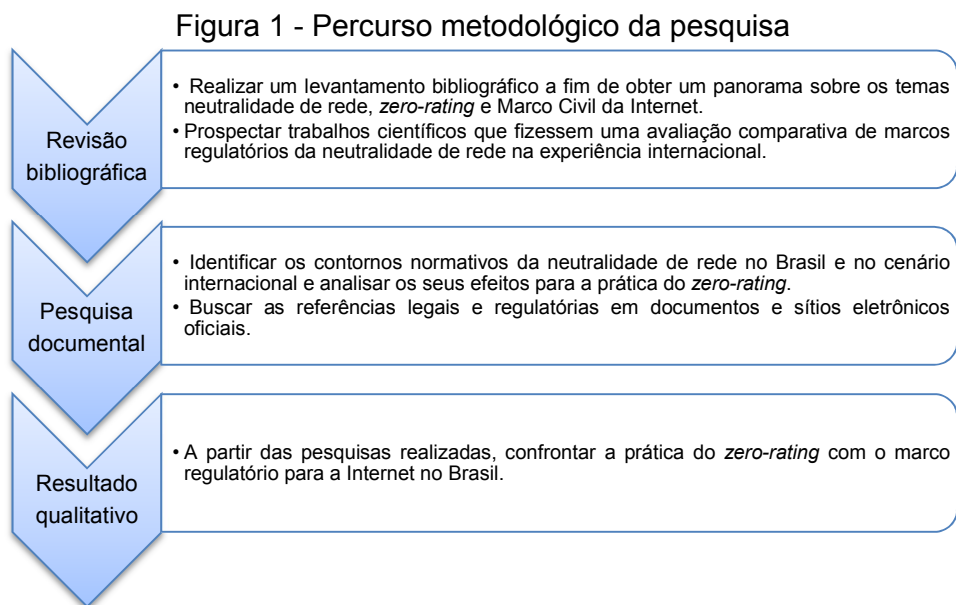 Figura 1 - Percurso metodológico da pesquisa
Revisão
bibliográfica
• Realizar um levantamento bibliográfico a fim de obter um panorama sobre os temas
neutralidade de rede, zero-rating e Marco Civil da Internet.
• Prospectar trabalhos científicos que fizessem uma avaliação comparativa de marcos
regulatórios da neutralidade de rede na experiência internacional.
Pesquisa
documental
• Identificar os contornos normativos da neutralidade de rede no Brasil e no cenário
internacional e analisar os seus efeitos para a prática do zero-rating.
• Buscar as referências legais e regulatórias em documentos e sítios eletrônicos
oficiais.
Resultado
qualitativo
• A partir das pesquisas realizadas, confrontar a prática do zero-rating com o marco
regulatório para a Internet no Brasil.